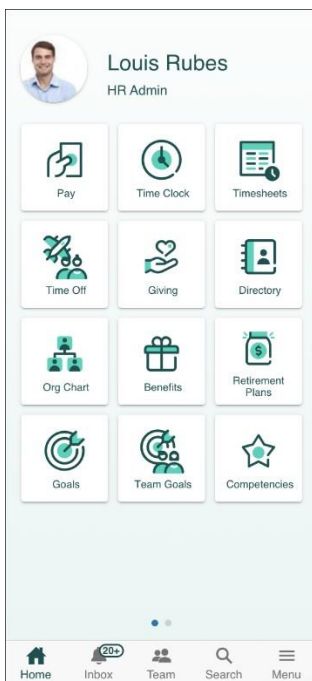 Louis Rubes
HR Admin
Pay
Time Clock
Timesheets
Time Off
Giving
Directory
Org Chart
Benefits
Retirement
Plans
$
Goals
Team Goals
Competencies
20+
Home
Inbox
Team
Search
Menu